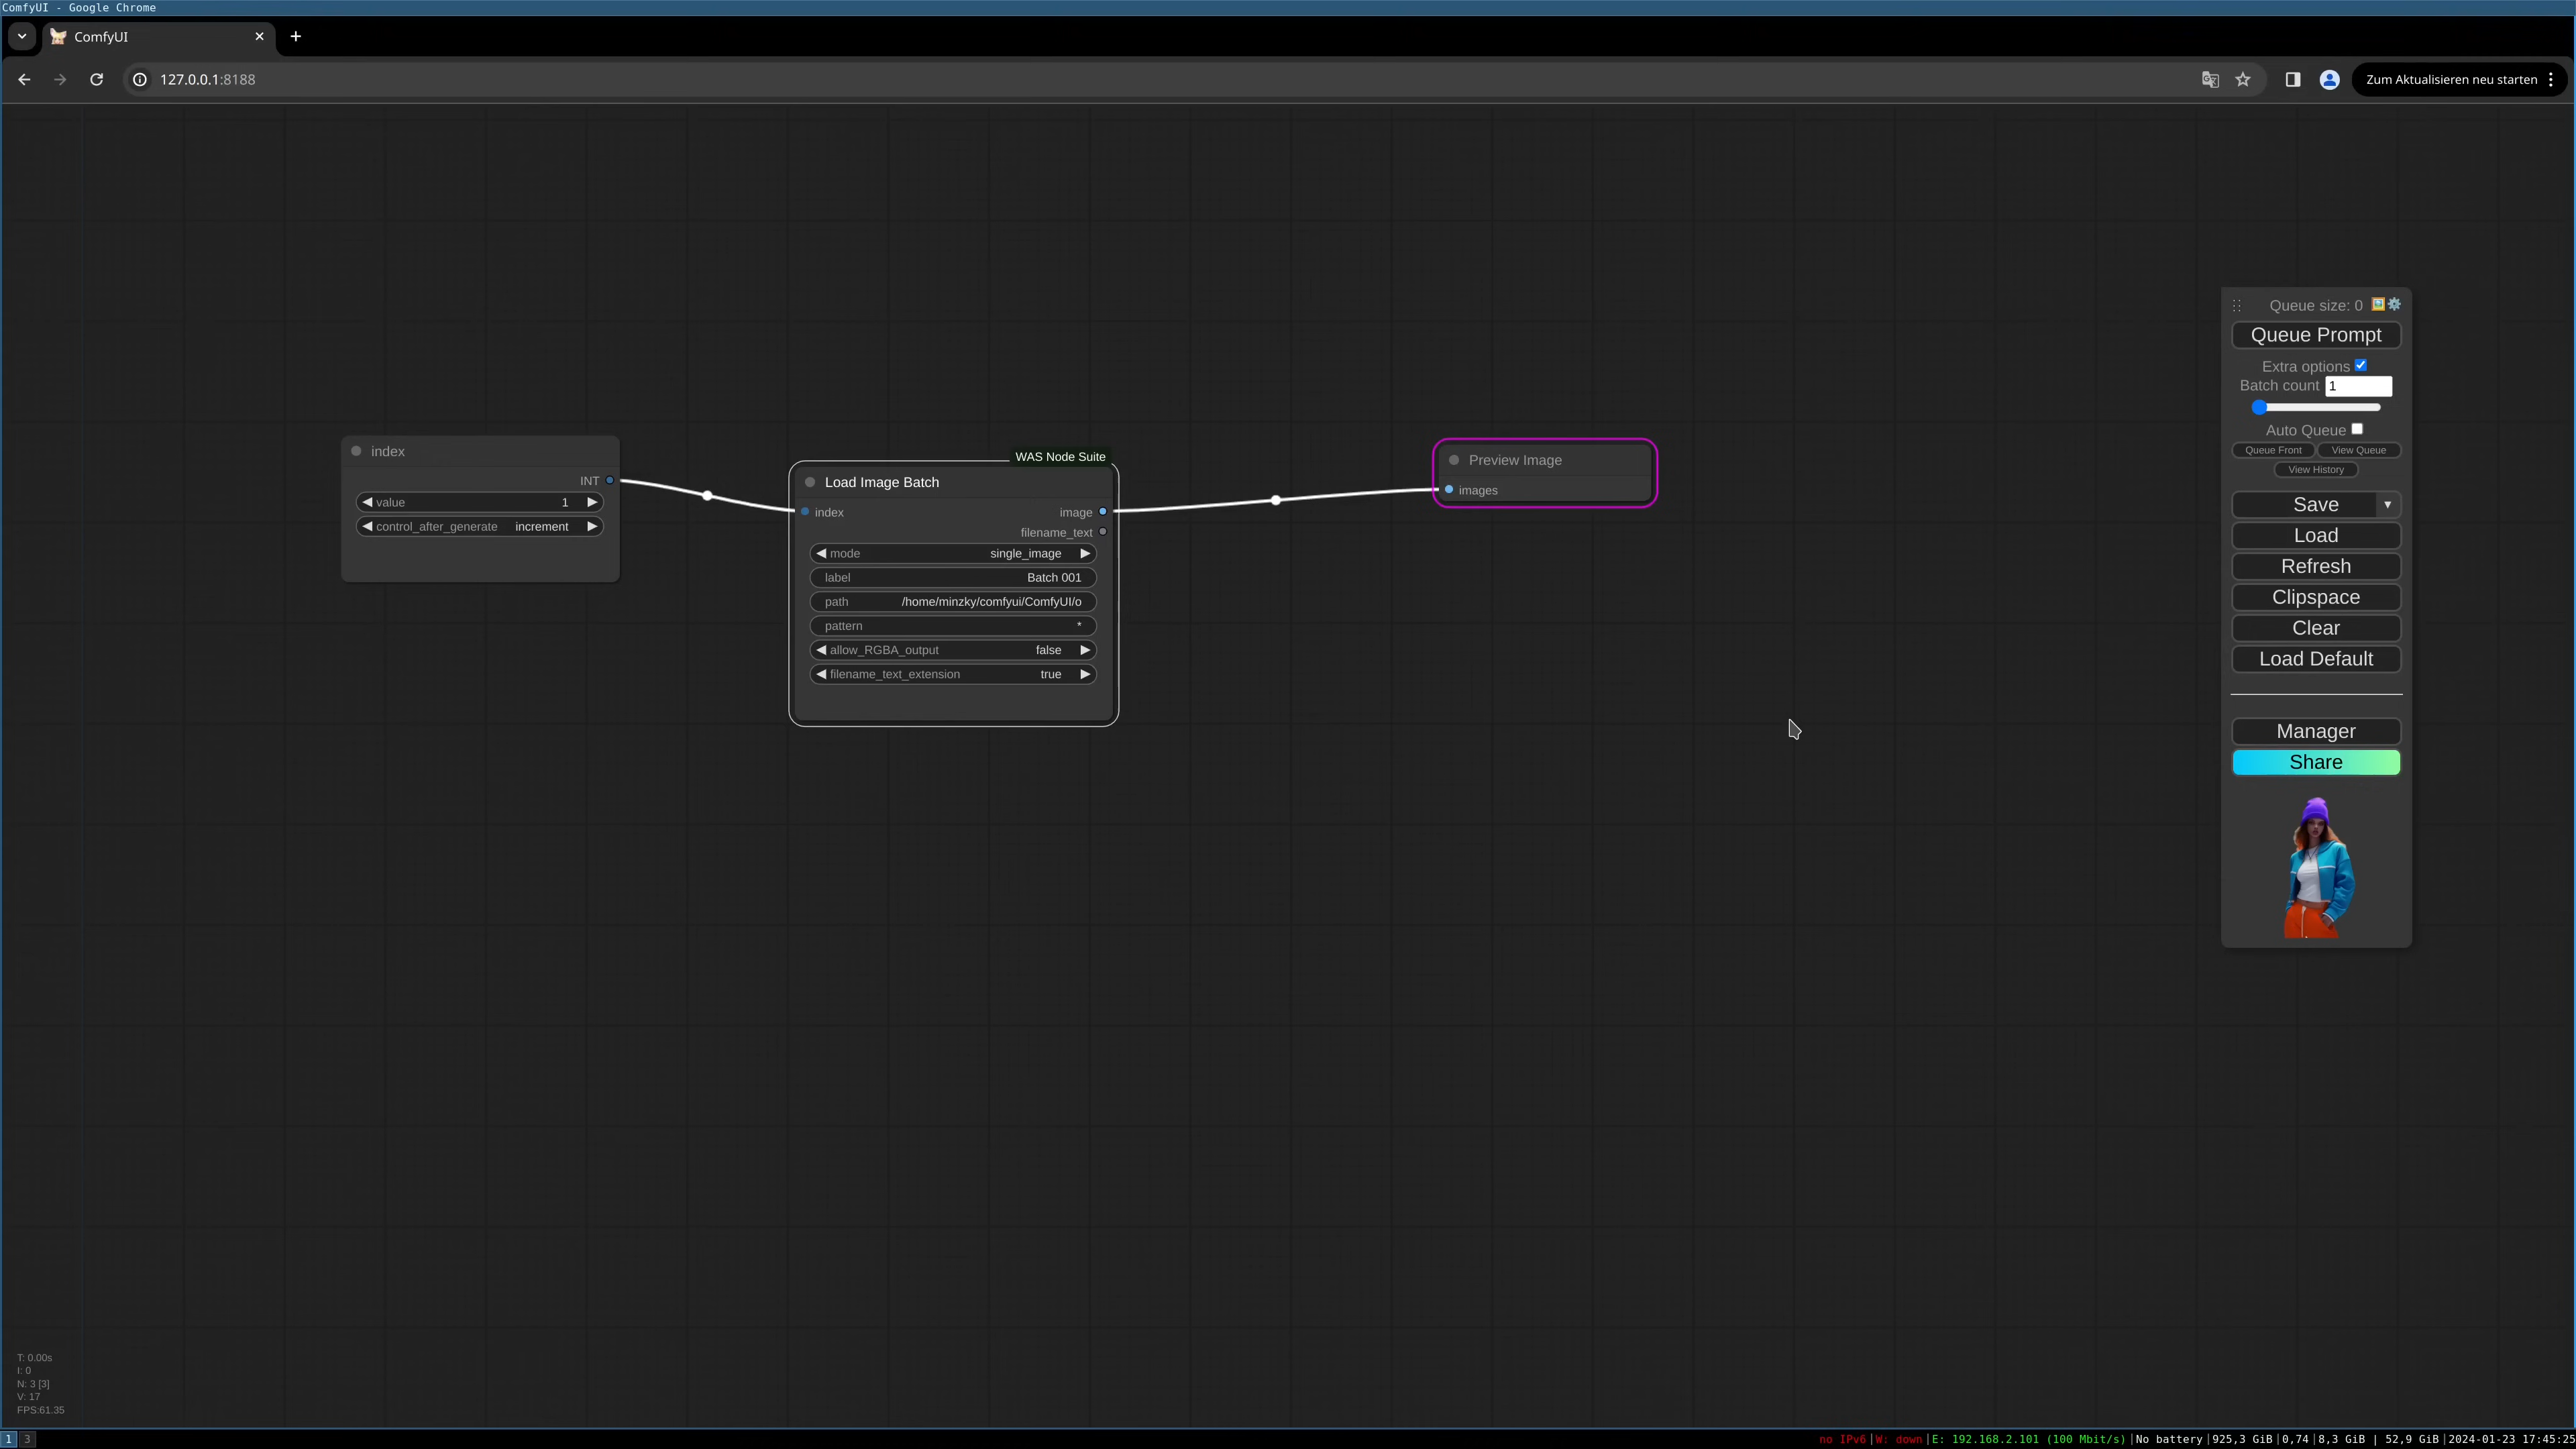 ComfyUI - Google Chrome
ComfyUI
127.0.0.1:8188
Zum Aktualisieren neu starten
index
INT
value 1
control_after_generate increment
WAS Node Suite
Load Image Batch
index image
filename_text
mode single_image
label Batch 001
path /home/minzky/comfyui/ComfyUI/o
pattern *
allow_RGBA_output false
filename_text_extension true
Preview Image
images
Queue size: 0
Queue Prompt
Extra options
Batch count 1
Auto Queue
Queue Front View Queue
View History
Save
Load
Refresh
Clipspace
Clear
Load Default
Manager
Share
T: 0.00s
I: 0
N: 3 [3]
V: 17
FPS:61.35
1 3
no IPv6|W: down|E: 192.168.2.101 (100 Mbit/s)|No battery|925,3 GiB|0,74|8,3 GiB | 52,9 GiB|2024-01-23 17:45:25